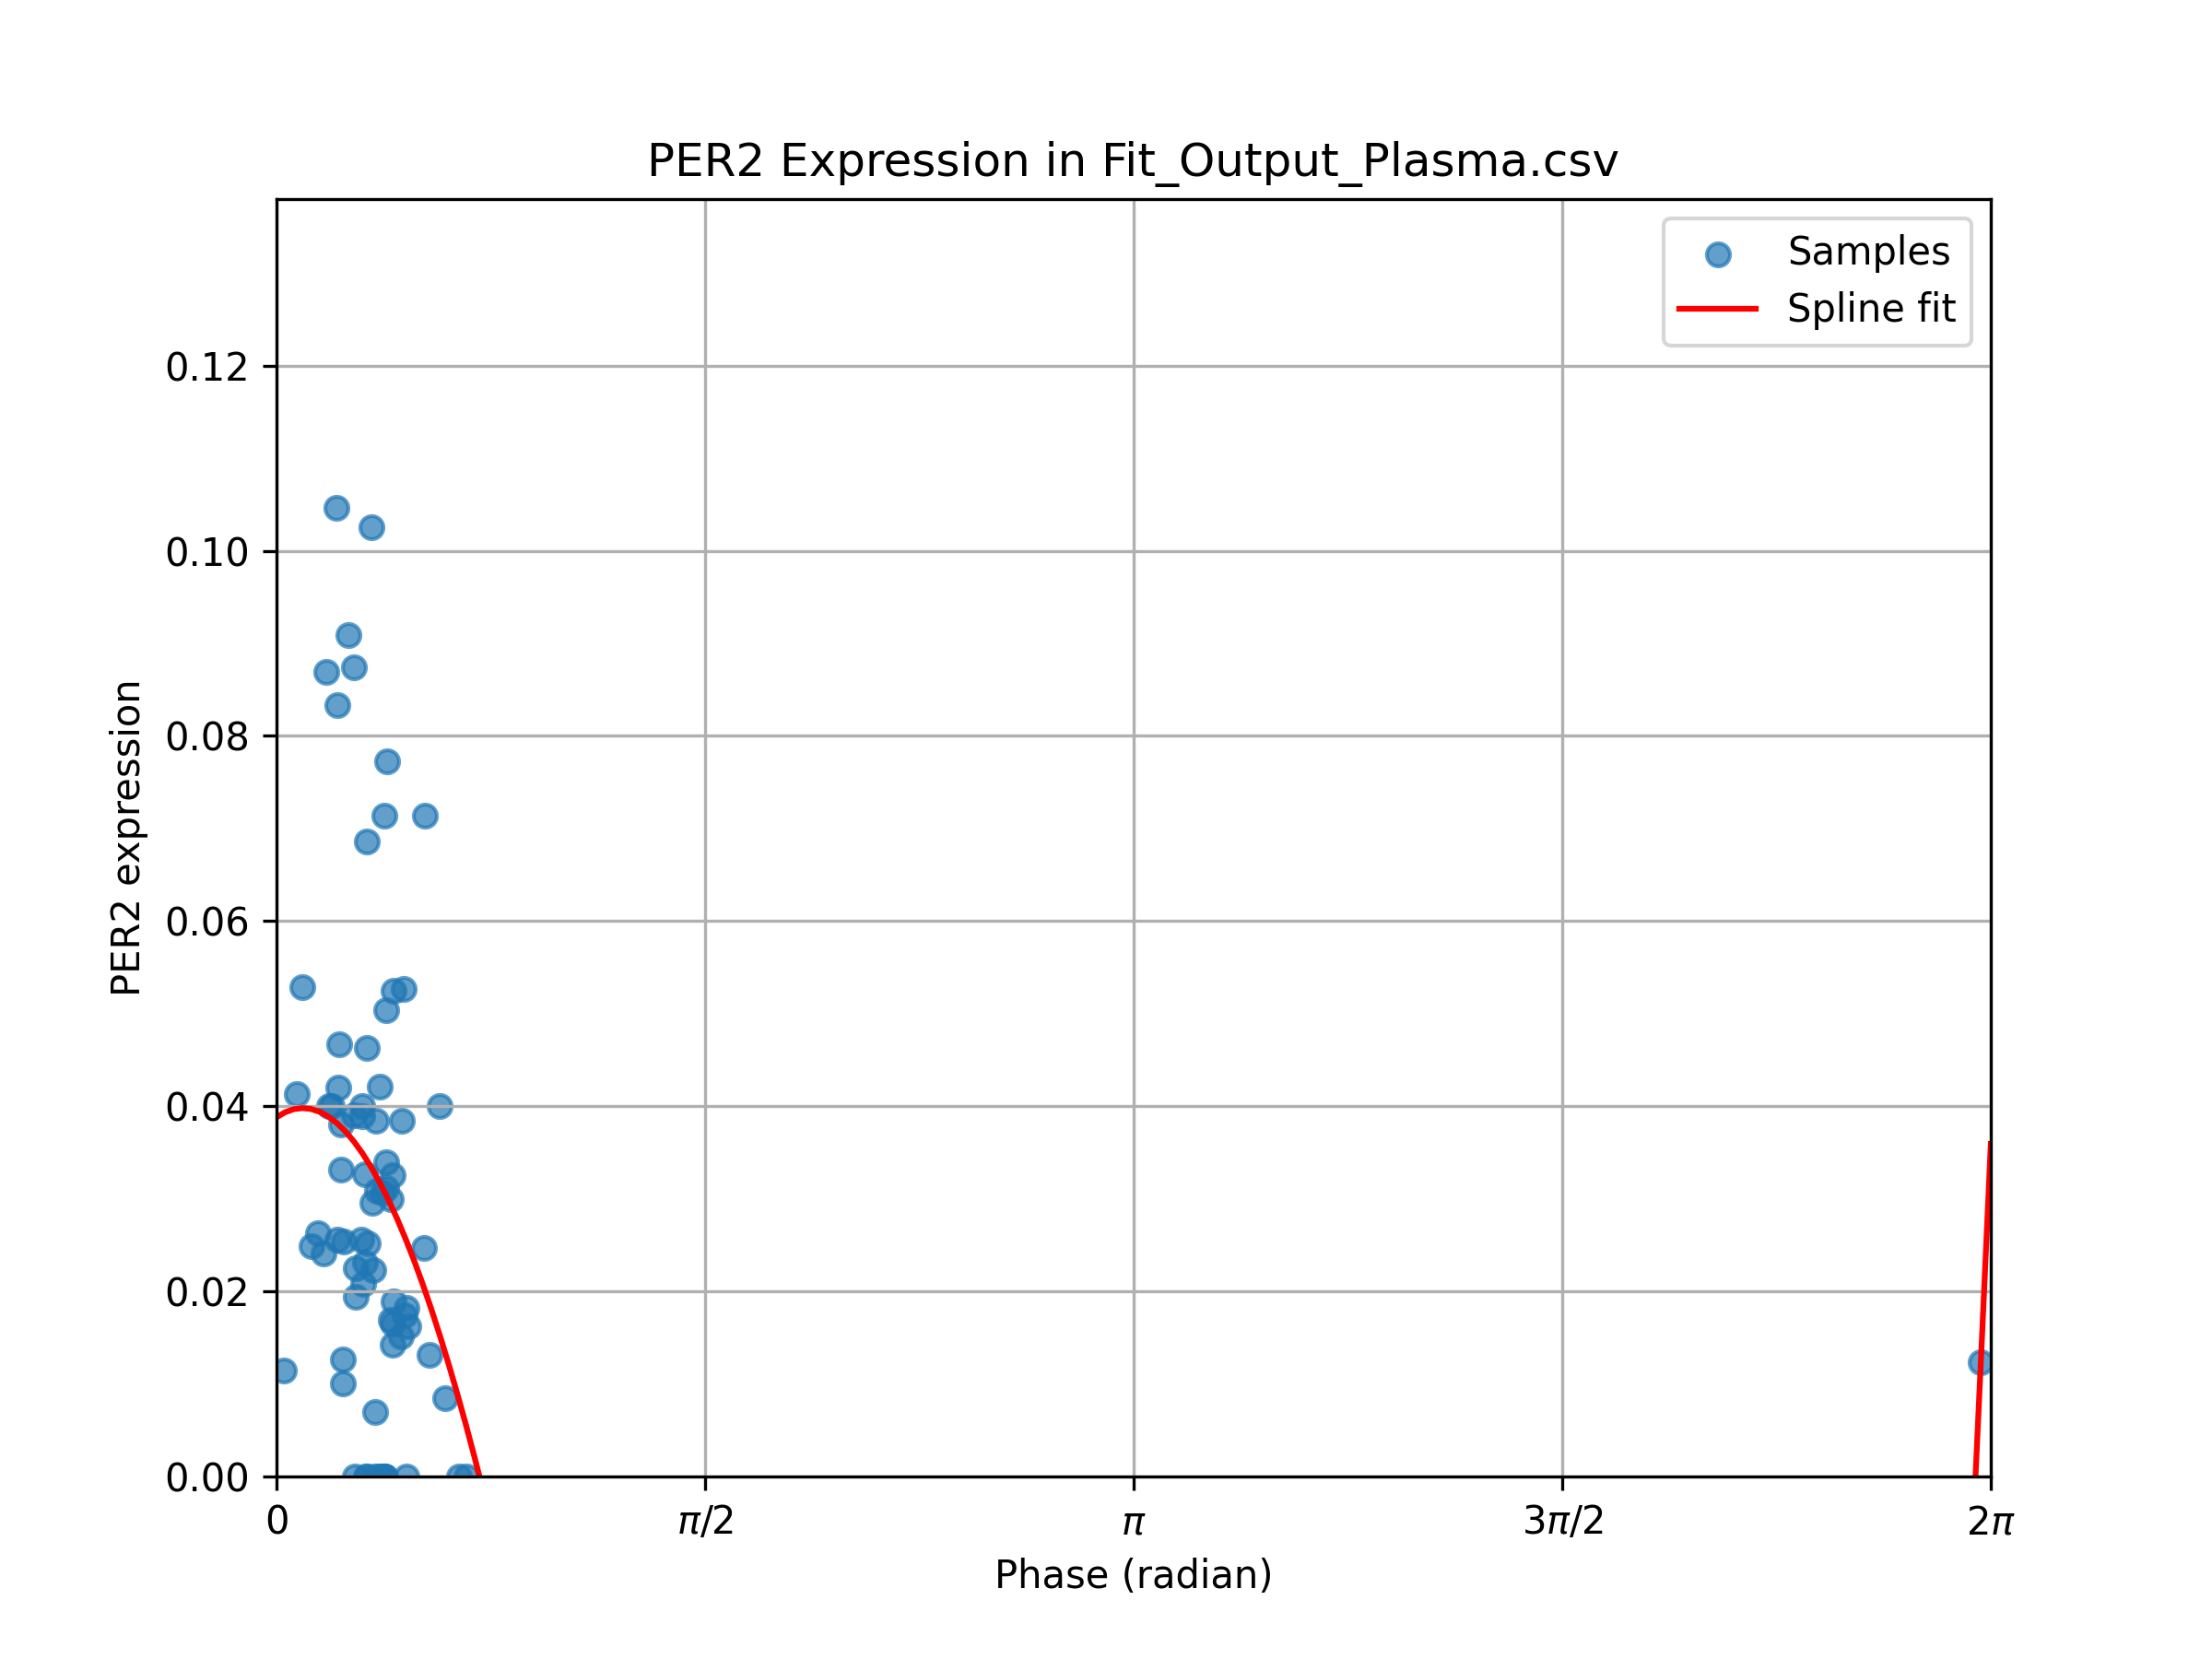 PER2 Expression in Fit_Output_Plasma.csv
Samples
Spline fit
0.12
0.10
0.08
0.06
0.04
0.02
0.00
PER2 expression
0 π/2 π 3π/2 2π
Phase (radian)